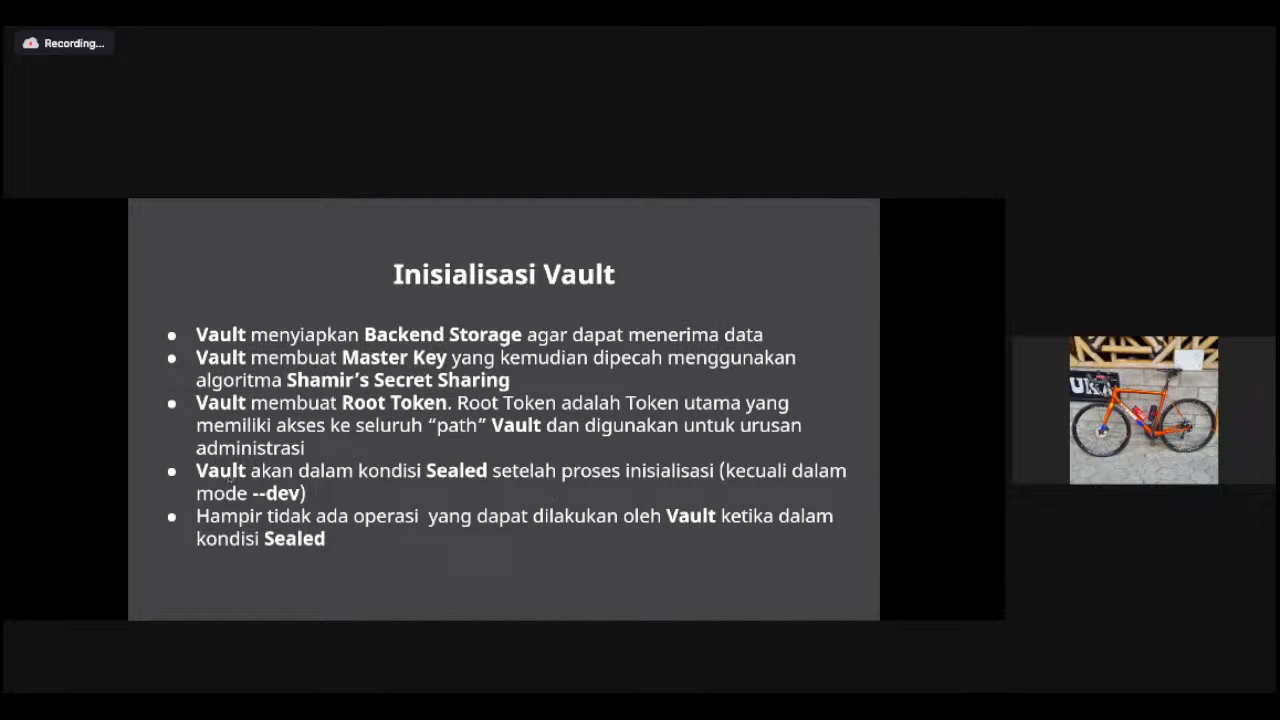 Recording...
Inisialisasi Vault
● Vault menyiapkan Backend Storage agar dapat menerima data
● Vault membuat Master Key yang kemudian dipecah menggunakan
algoritma Shamir’s Secret Sharing
● Vault membuat Root Token. Root Token adalah Token utama yang
memiliki akses ke seluruh “path” Vault dan digunakan untuk urusan
administrasi
● Vault akan dalam kondisi Sealed setelah proses inisialisasi (kecuali dalam
mode --dev)
● Hampir tidak ada operasi  yang dapat dilakukan oleh Vault ketika dalam
kondisi Sealed